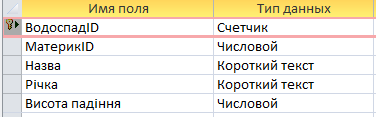 Имя поля Тип данных
ВодоспадID Счетчик
МатерикID Числовой
Назва Короткий текст
Річка Короткий текст
Висота падіння Числовой